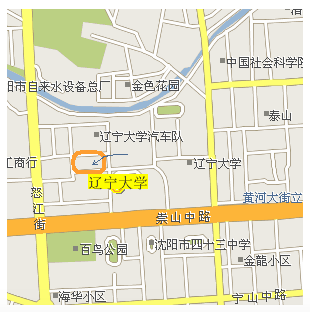 中国社会科学院
阳市自来水设备总厂
金色花园
泰山
辽宁大学汽车队
工商行
辽宁大学
辽宁大学
怒江街
黄河大街立
崇山中路
沈阳市四十三中学
百鸟公园
金龍小区
海华小区
宁山中路